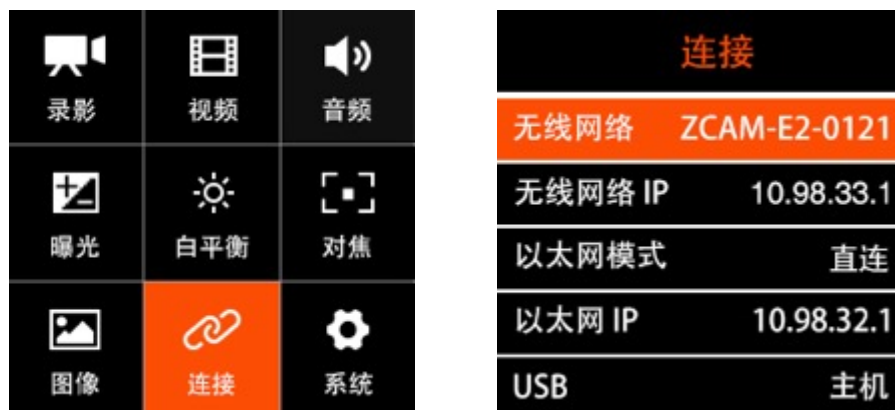 录影 视频 音频
曝光 白平衡 对焦
图像 连接 系统
连接
无线网络 ZCAM-E2-0121
无线网络 IP 10.98.33.1
以太网模式 直连
以太网 IP 10.98.32.1
USB 主机